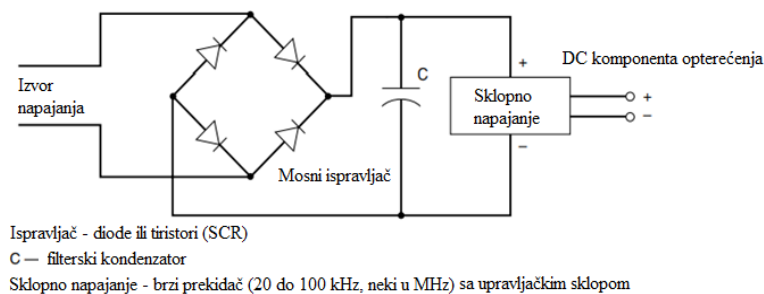 Izvor
napajanja
C
+
DC komponenta opterećenja
Sklopno
napajanje
+
−
−
Mosni ispravljač
Ispravljač - diode ili tiristori (SCR)
C — filterski kondenzator
Sklopno napajanje - brzi prekidač (20 do 100 kHz, neki u MHz) sa upravljačkim sklopom